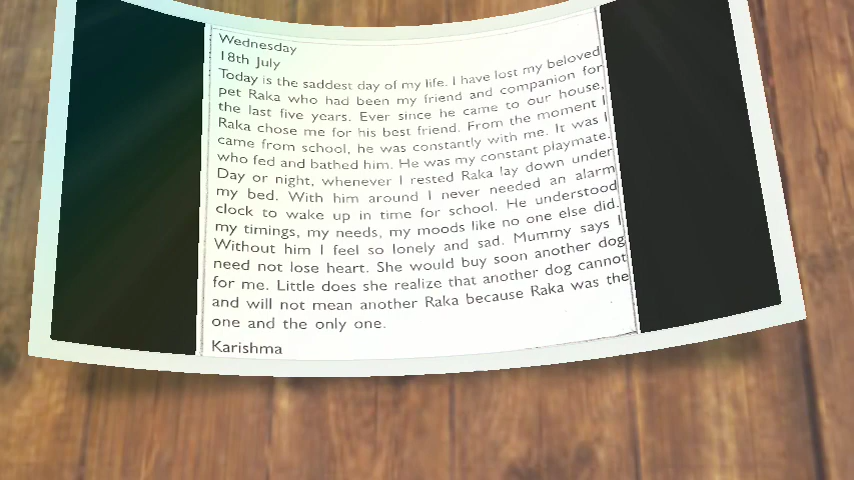 Wednesday
18th July
Today is the saddest day of my life. I have lost my beloved
pet Raka who had been my friend and companion for
the last five years. Ever since he came to our house,
Raka chose me for his best friend. From the moment I
came from school, he was constantly with me. It was I
who fed and bathed him. He was my constant playmate.
Day or night, whenever I rested Raka lay down under
my bed. With him around I never needed an alarm
clock to wake up in time for school. He understood
my timings, my needs, my moods like no one else did.
Without him I feel so lonely and sad. Mummy says I
need not lose heart. She would buy soon another dog
for me. Little does she realize that another dog cannot
and will not mean another Raka because Raka was the
one and the only one.
Karishma